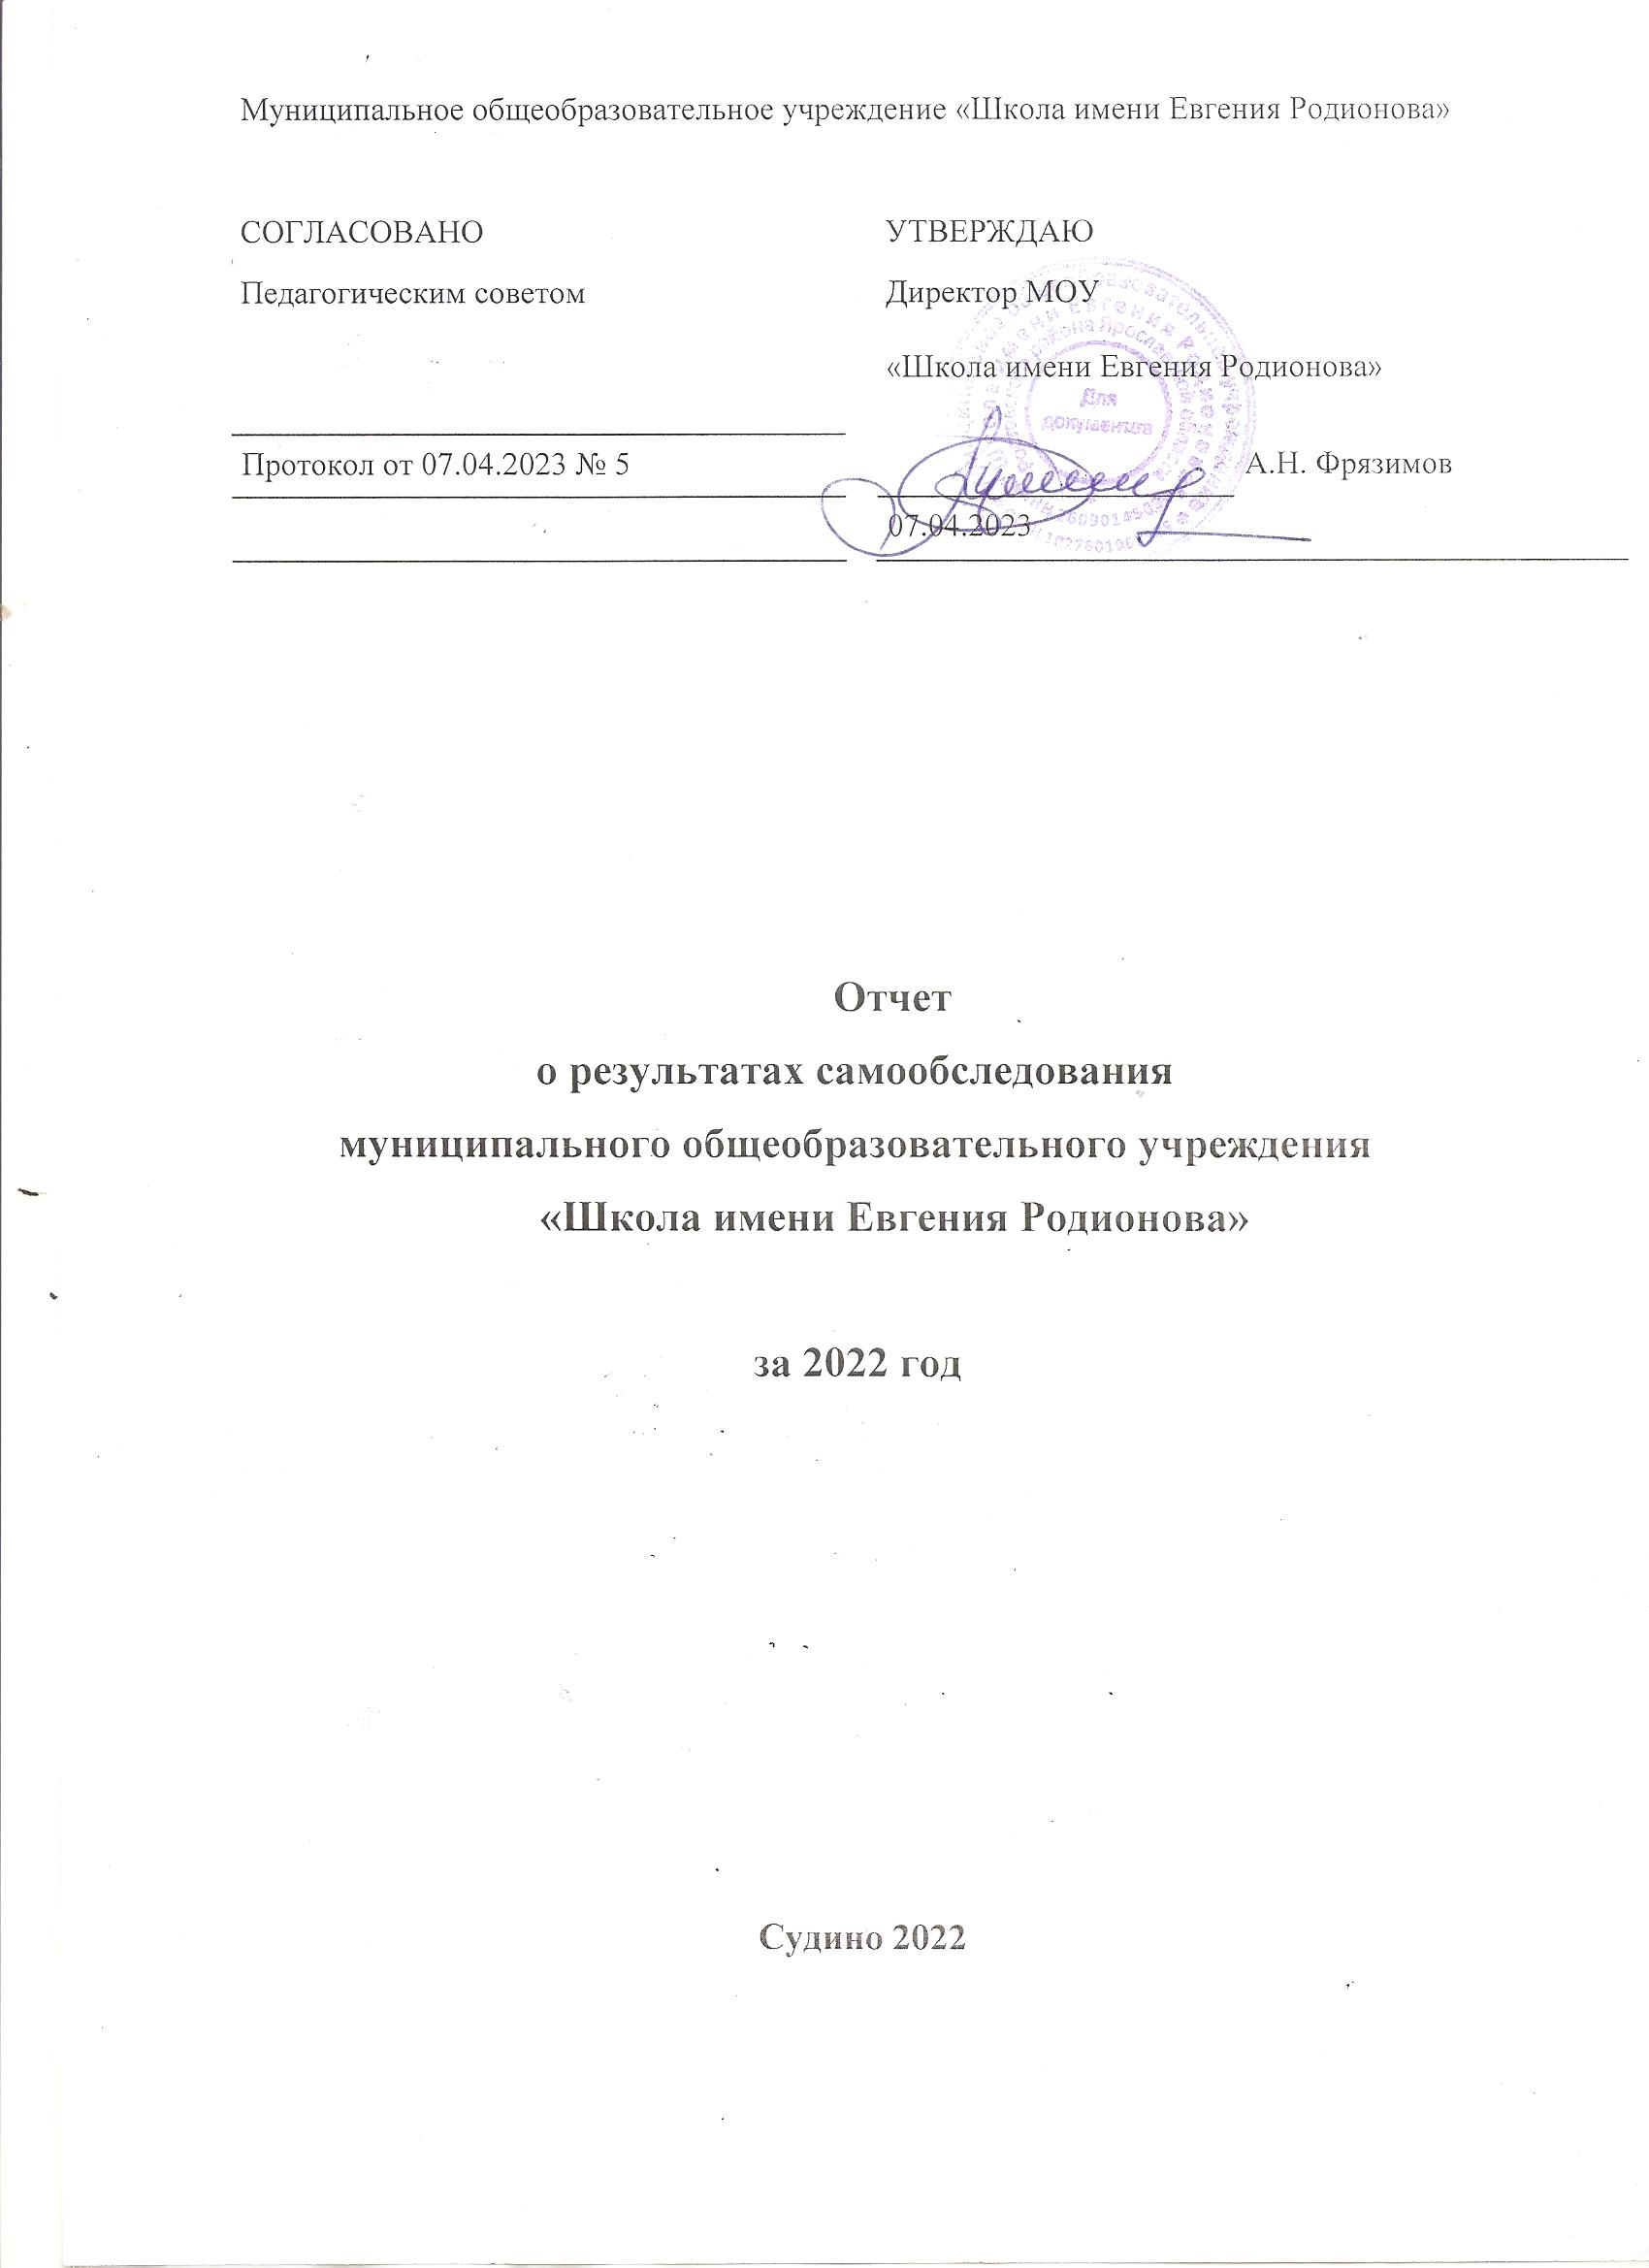 Муниципальное общеобразовательное учреждение «Школа имени Евгения Родионова»
СОГЛАСОВАНО
Педагогическим советом
Протокол от 07.04.2023 № 5
УТВЕРЖДАЮ
Директор МОУ
«Школа имени Евгения Родионова»
А.Н. Фрязимов
07.04.2023
Для
документов
Отчет
о результатах самообследования
муниципального общеобразовательного учреждения
«Школа имени Евгения Родионова»
за 2022 год
Судино 2022